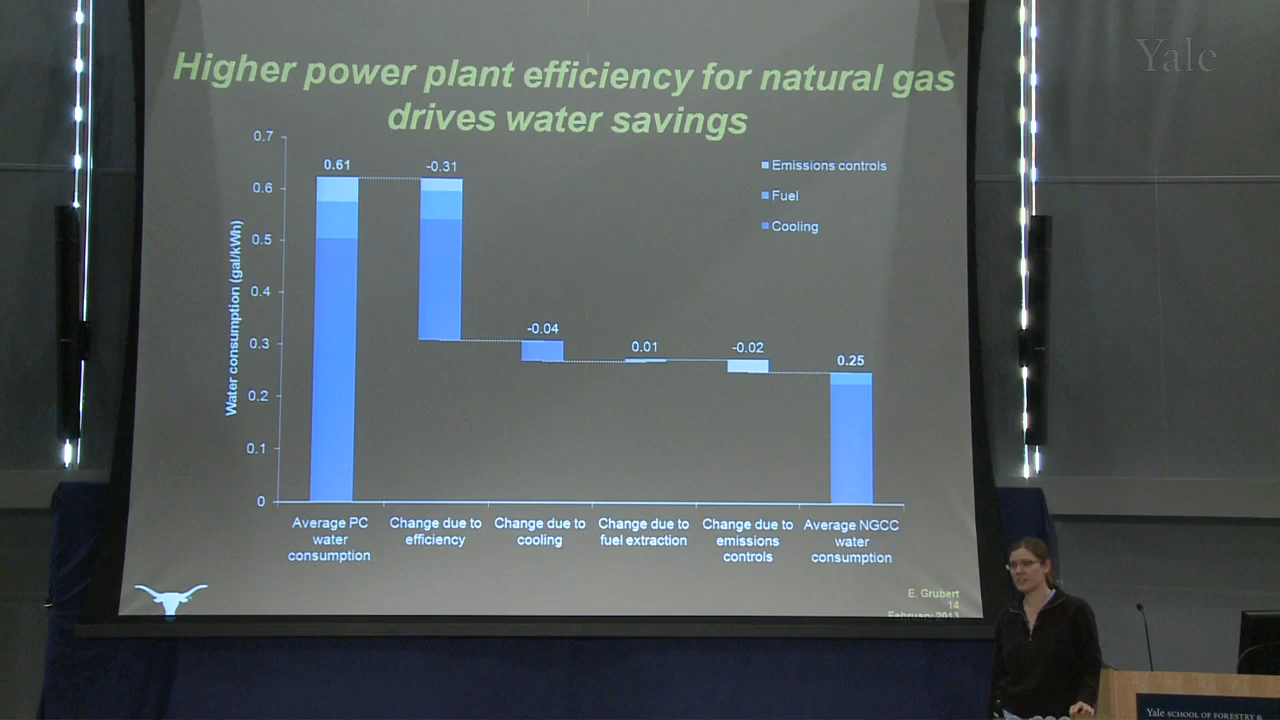 Yale
Higher power plant efficiency for natural gas
drives water savings
0.7
0.6
0.5
0.4
0.3
0.2
0.1
0
Water consumption (gal/kWh)
0.61
-0.31
-0.04
0.01
-0.02
0.25
Emissions controls
Fuel
Cooling
Average PC
water
consumption
Change due to
efficiency
Change due to
cooling
Change due to
fuel extraction
Change due to
emissions
controls
Average NGCC
water
consumption
E. Grubert
14
February 2013
Yale SCHOOL OF FORESTRY &